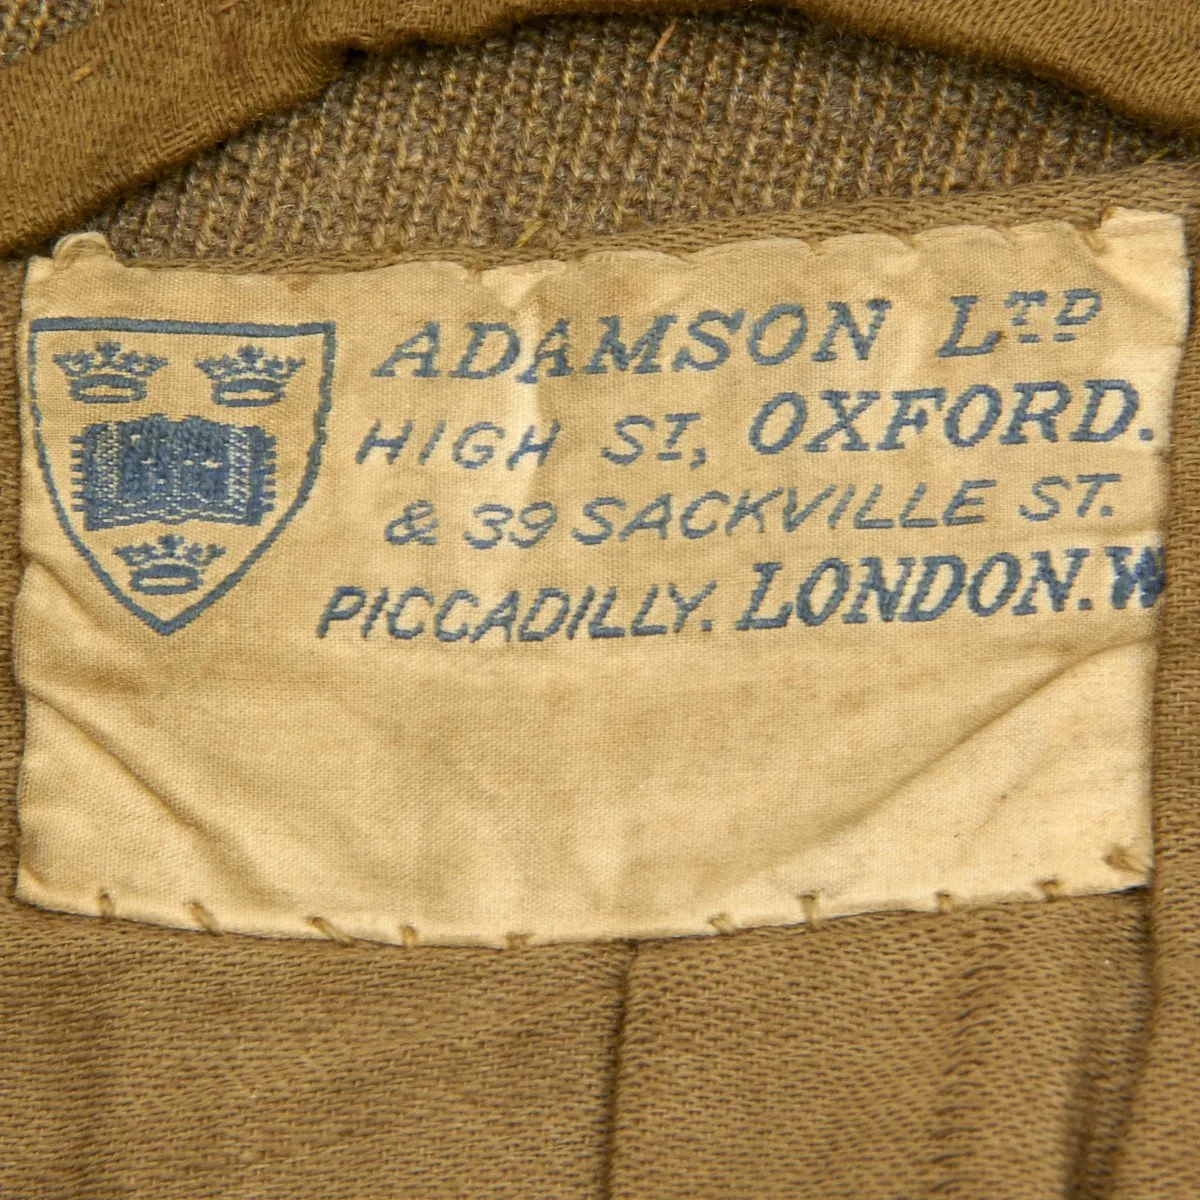 ADAMSON LTD
HIGH ST, OXFORD.
& 39 SACKVILLE ST.
PICCADILLY. LONDON. W